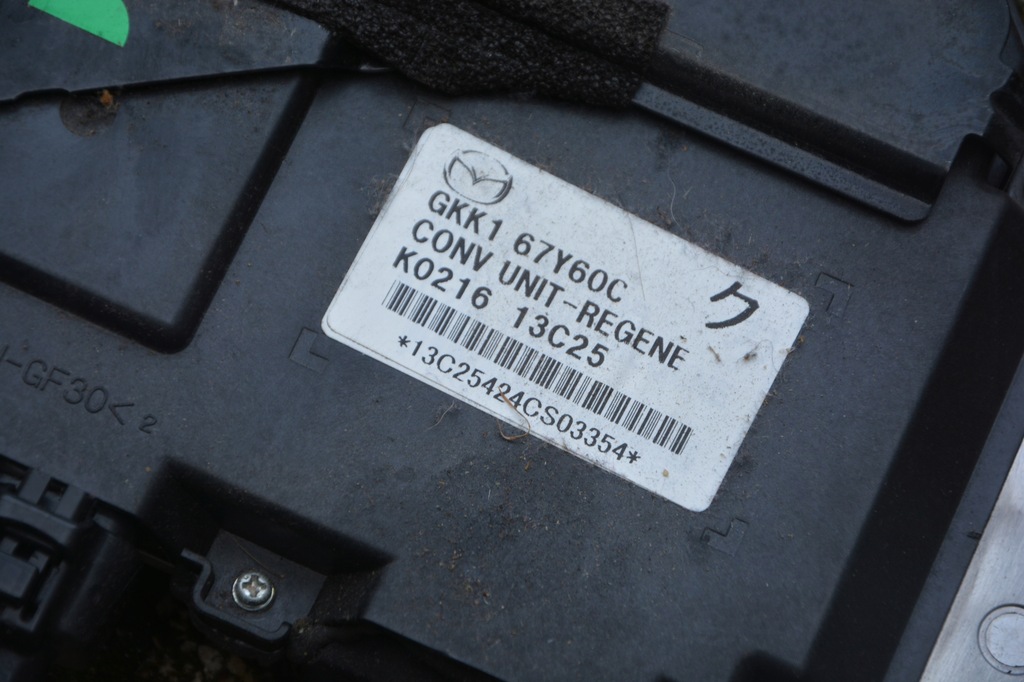 GKK1 67Y60C
CONV UNIT-REGENE
K0216 13C25
ク
*13C25424CS03354*
-GF30< 2